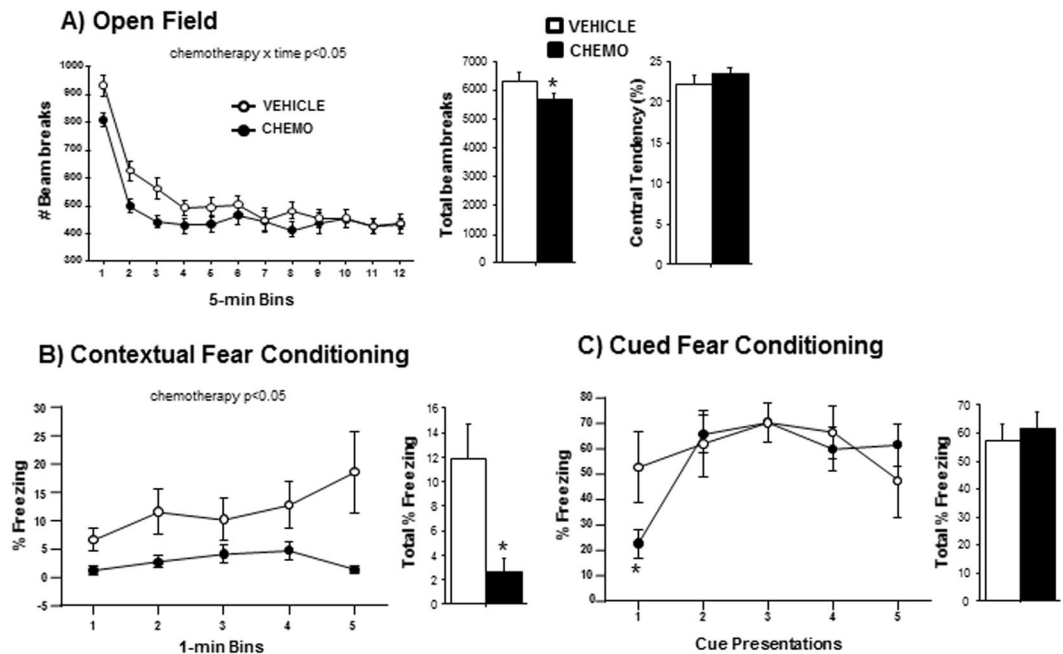 A) Open Field
chemotherapy x time p<0.05
# Beam breaks
1000
900
800
700
600
500
400
300
VEHICLE
CHEMO
1 2 3 4 5 6 7 8 9 10 11 12
5-min Bins
VEHICLE
CHEMO
Total beambreaks
7000
6000
5000
4000
3000
2000
1000
0
*
Central Tendency (%)
25
20
15
10
5
0
B) Contextual Fear Conditioning
chemotherapy p<0.05
% Freezing
30
25
20
15
10
5
0
-5
1 2 3 4 5
1-min Bins
Total % Freezing
16
14
12
10
8
6
4
2
0
*
C) Cued Fear Conditioning
% Freezing
80
70
60
50
40
30
20
10
0
*
1 2 3 4 5
Cue Presentations
Total % Freezing
70
60
50
40
30
20
10
0